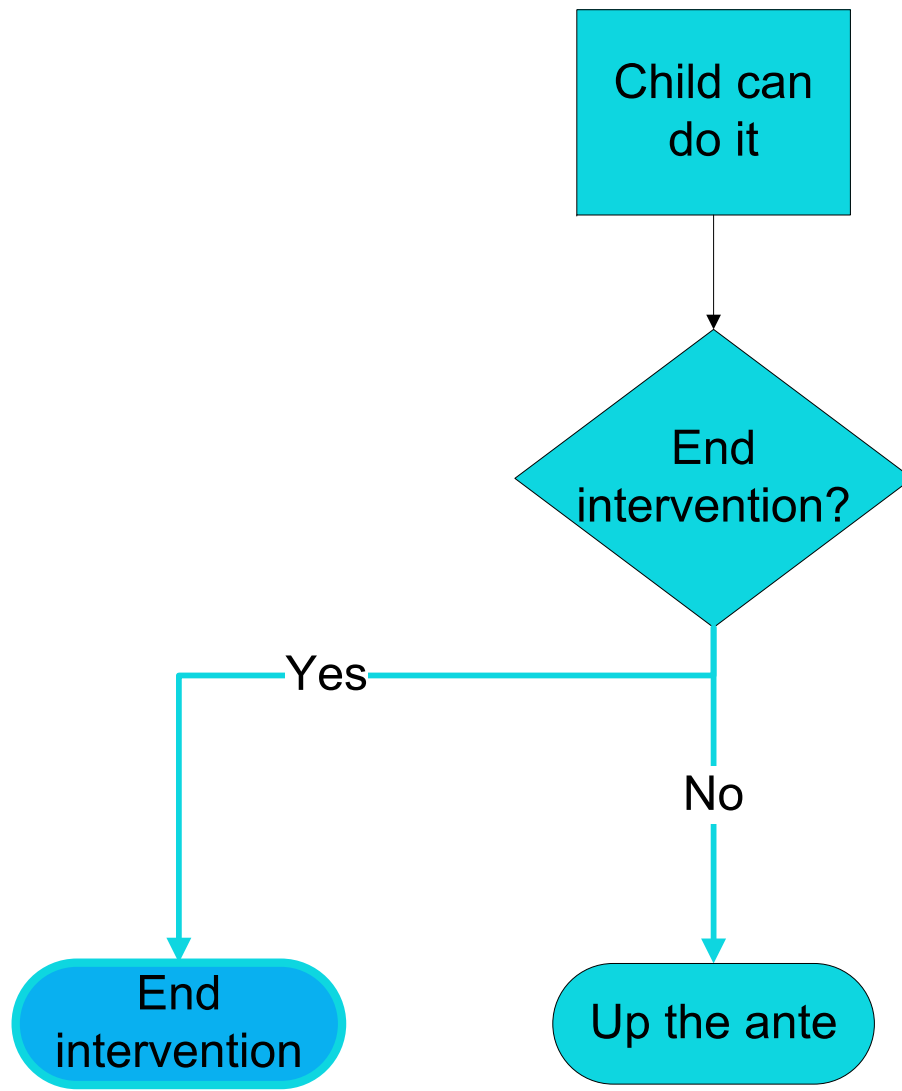 Child can
do it
End
intervention?
Yes
No
End
intervention
Up the ante